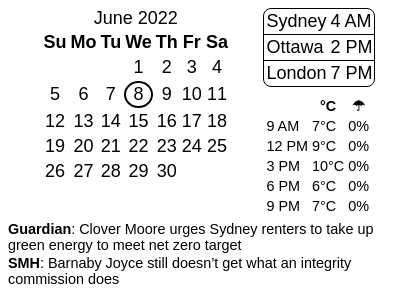 June 2022
Su Mo Tu We Th Fr Sa
1 2 3 4
5 6 7 8 9 10 11
12 13 14 15 16 17 18
19 20 21 22 23 24 25
26 27 28 29 30
Sydney 4 AM
Ottawa 2 PM
London 7 PM
°C ☂
9 AM 7°C 0%
12 PM 9°C 0%
3 PM 10°C 0%
6 PM 6°C 0%
9 PM 7°C 0%
Guardian: Clover Moore urges Sydney renters to take up
green energy to meet net zero target
SMH: Barnaby Joyce still doesn’t get what an integrity
commission does